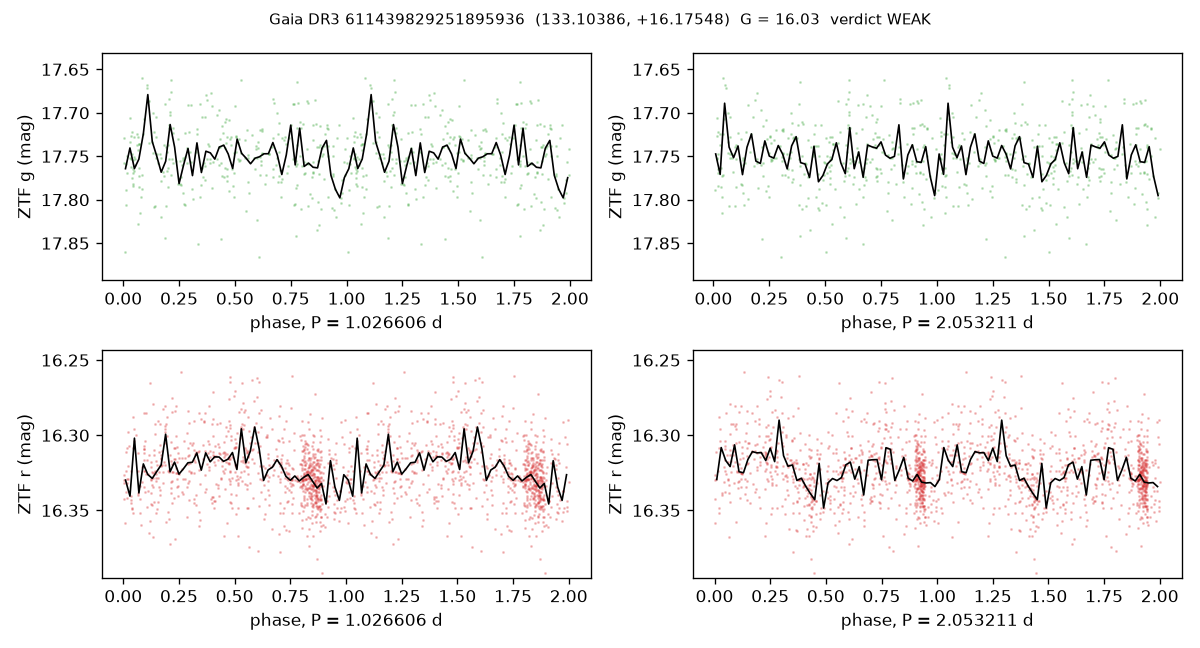 Gaia DR3 611439829251895936  (133.10386, +16.17548)  G = 16.03  verdict WEAK
ZTF g (mag)
17.65
17.70
17.75
17.80
17.85
0.00 0.25 0.50 0.75 1.00 1.25 1.50 1.75 2.00
phase, P = 1.026606 d
ZTF g (mag)
17.65
17.70
17.75
17.80
17.85
0.00 0.25 0.50 0.75 1.00 1.25 1.50 1.75 2.00
phase, P = 2.053211 d
ZTF r (mag)
16.25
16.30
16.35
0.00 0.25 0.50 0.75 1.00 1.25 1.50 1.75 2.00
phase, P = 1.026606 d
ZTF r (mag)
16.25
16.30
16.35
0.00 0.25 0.50 0.75 1.00 1.25 1.50 1.75 2.00
phase, P = 2.053211 d